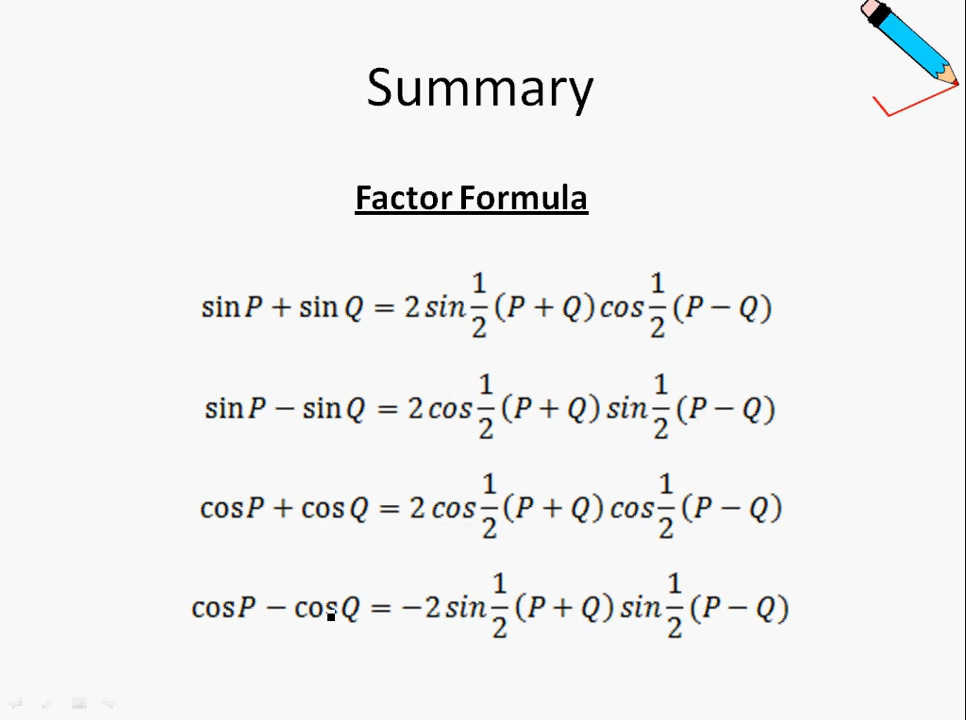 Summary
Factor Formula
sin P + sin Q = 2 sin 1/2 (P + Q) cos 1/2 (P − Q)
sin P − sin Q = 2 cos 1/2 (P + Q) sin 1/2 (P − Q)
cos P + cos Q = 2 cos 1/2 (P + Q) cos 1/2 (P − Q)
cos P − cos Q = −2 sin 1/2 (P + Q) sin 1/2 (P − Q)